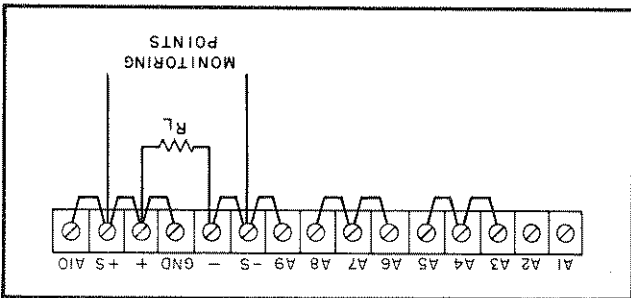 A1 A2 A3 A4 A5 A6 A7 A8 A9 -S - GND + +S A10
RL
MONITORING
POINTS